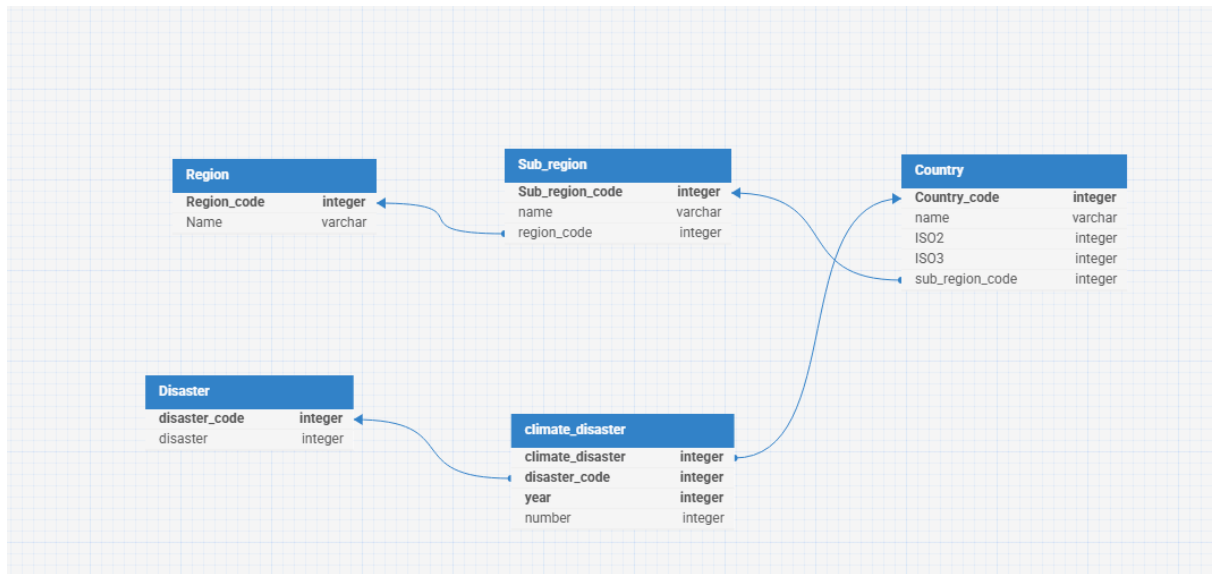 Region
Region_code integer
Name varchar
Sub_region
Sub_region_code integer
name varchar
region_code integer
Country
Country_code integer
name varchar
ISO2 integer
ISO3 integer
sub_region_code integer
Disaster
disaster_code integer
disaster integer
climate_disaster
climate_disaster integer
disaster_code integer
year integer
number integer